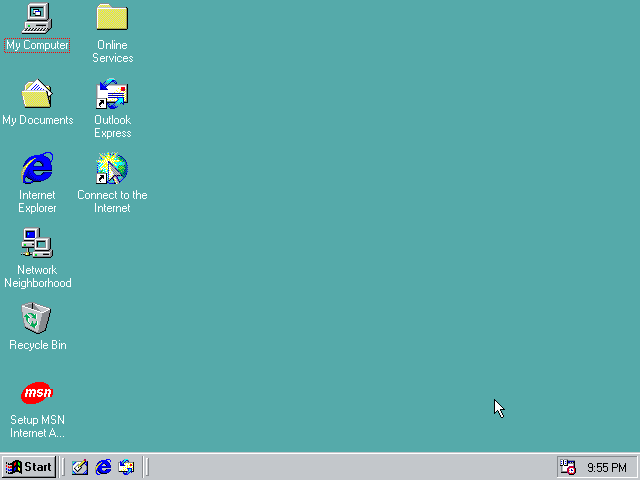 My Computer
Online
Services
My Documents
Outlook
Express
Internet
Explorer
Connect to the
Internet
Network
Neighborhood
Recycle Bin
msn
Setup MSN
Internet A...
Start
9:55 PM